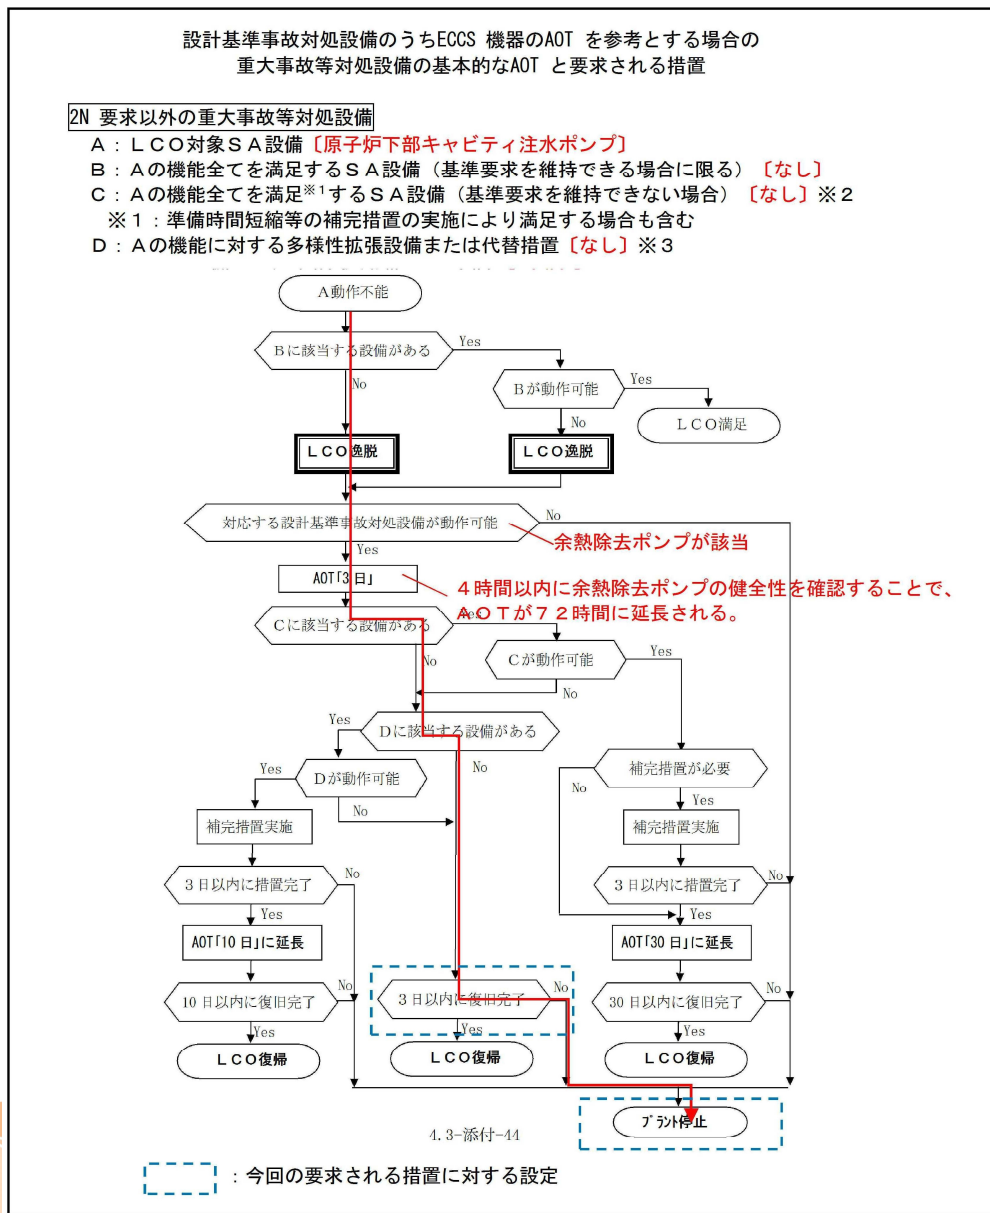 設計基準事故対処設備のうちECCS 機器のAOT を参考とする場合の
重大事故等対処設備の基本的なAOT と要求される措置
2N 要求以外の重大事故等対処設備
A：ＬＣＯ対象ＳＡ設備〔原子炉下部キャビティ注水ポンプ〕
B：Aの機能全てを満足するＳＡ設備（基準要求を維持できる場合に限る）〔なし〕
C：Aの機能全てを満足※1するＳＡ設備（基準要求を維持できない場合）〔なし〕※２
※１：準備時間短縮等の補完措置の実施により満足する場合も含む
D：Aの機能に対する多様性拡張設備または代替措置〔なし〕※３
A動作不能
Bに該当する設備がある
Yes
No
Bが動作可能
Yes
No
ＬＣＯ満足
ＬＣＯ逸脱
ＬＣＯ逸脱
対応する設計基準事故対処設備が動作可能
No
余熱除去ポンプが該当
Yes
AOT「3日」
４時間以内に余熱除去ポンプの健全性を確認することで、
ＡＯＴが７２時間に延長される。
Cに該当する設備がある
Yes
No
Cが動作可能
Yes
No
Dに該当する設備がある
Yes
No
Dが動作可能
Yes
No
補完措置が必要
No
Yes
補完措置実施
補完措置実施
3日以内に措置完了
No
Yes
3日以内に措置完了
No
Yes
AOT「10日」に延長
AOT「30日」に延長
10日以内に復旧完了
No
Yes
3日以内に復旧完了
No
Yes
30日以内に復旧完了
No
Yes
ＬＣＯ復帰
ＬＣＯ復帰
ＬＣＯ復帰
プラント停止
4.3-添付-44
：今回の要求される措置に対する設定